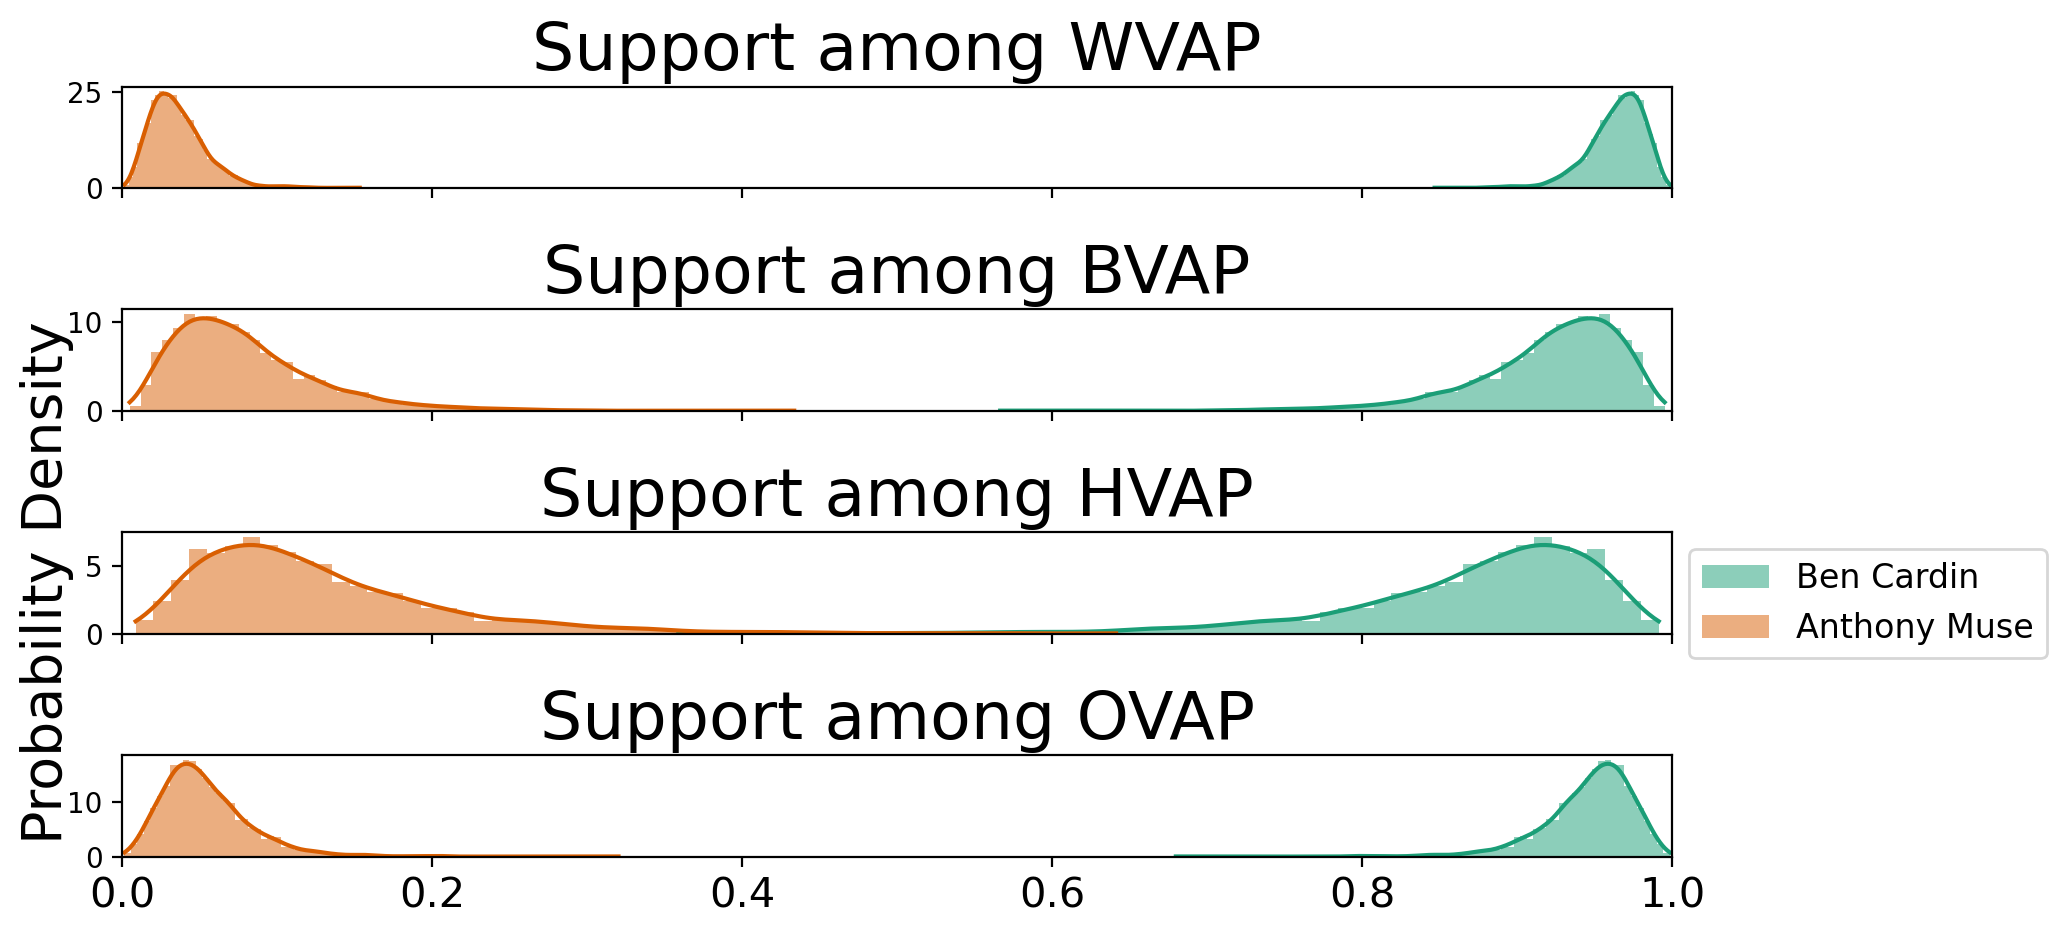 Support among WVAP
25
0
Support among BVAP
10
0
Support among HVAP
5
0
Support among OVAP
10
0
0.0 0.2 0.4 0.6 0.8 1.0
Probability Density
Ben Cardin
Anthony Muse